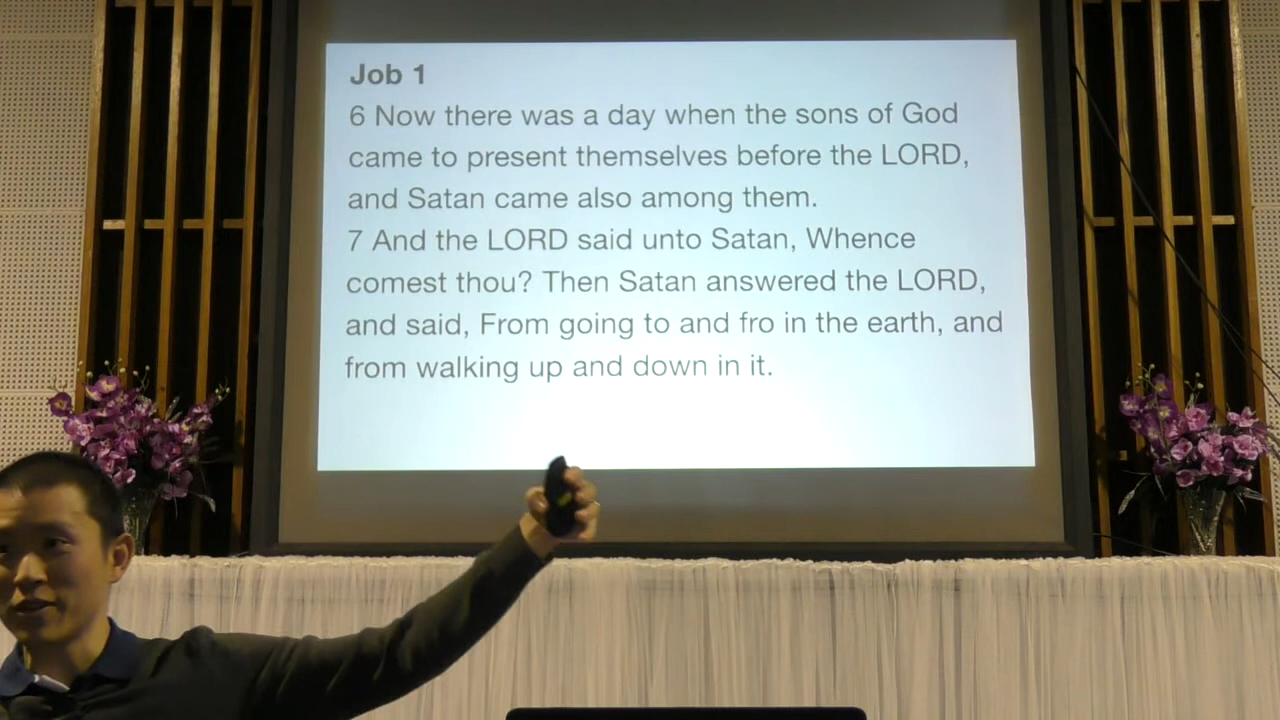 Job 1
6 Now there was a day when the sons of God
came to present themselves before the LORD,
and Satan came also among them.
7 And the LORD said unto Satan, Whence
comest thou? Then Satan answered the LORD,
and said, From going to and fro in the earth, and
from walking up and down in it.